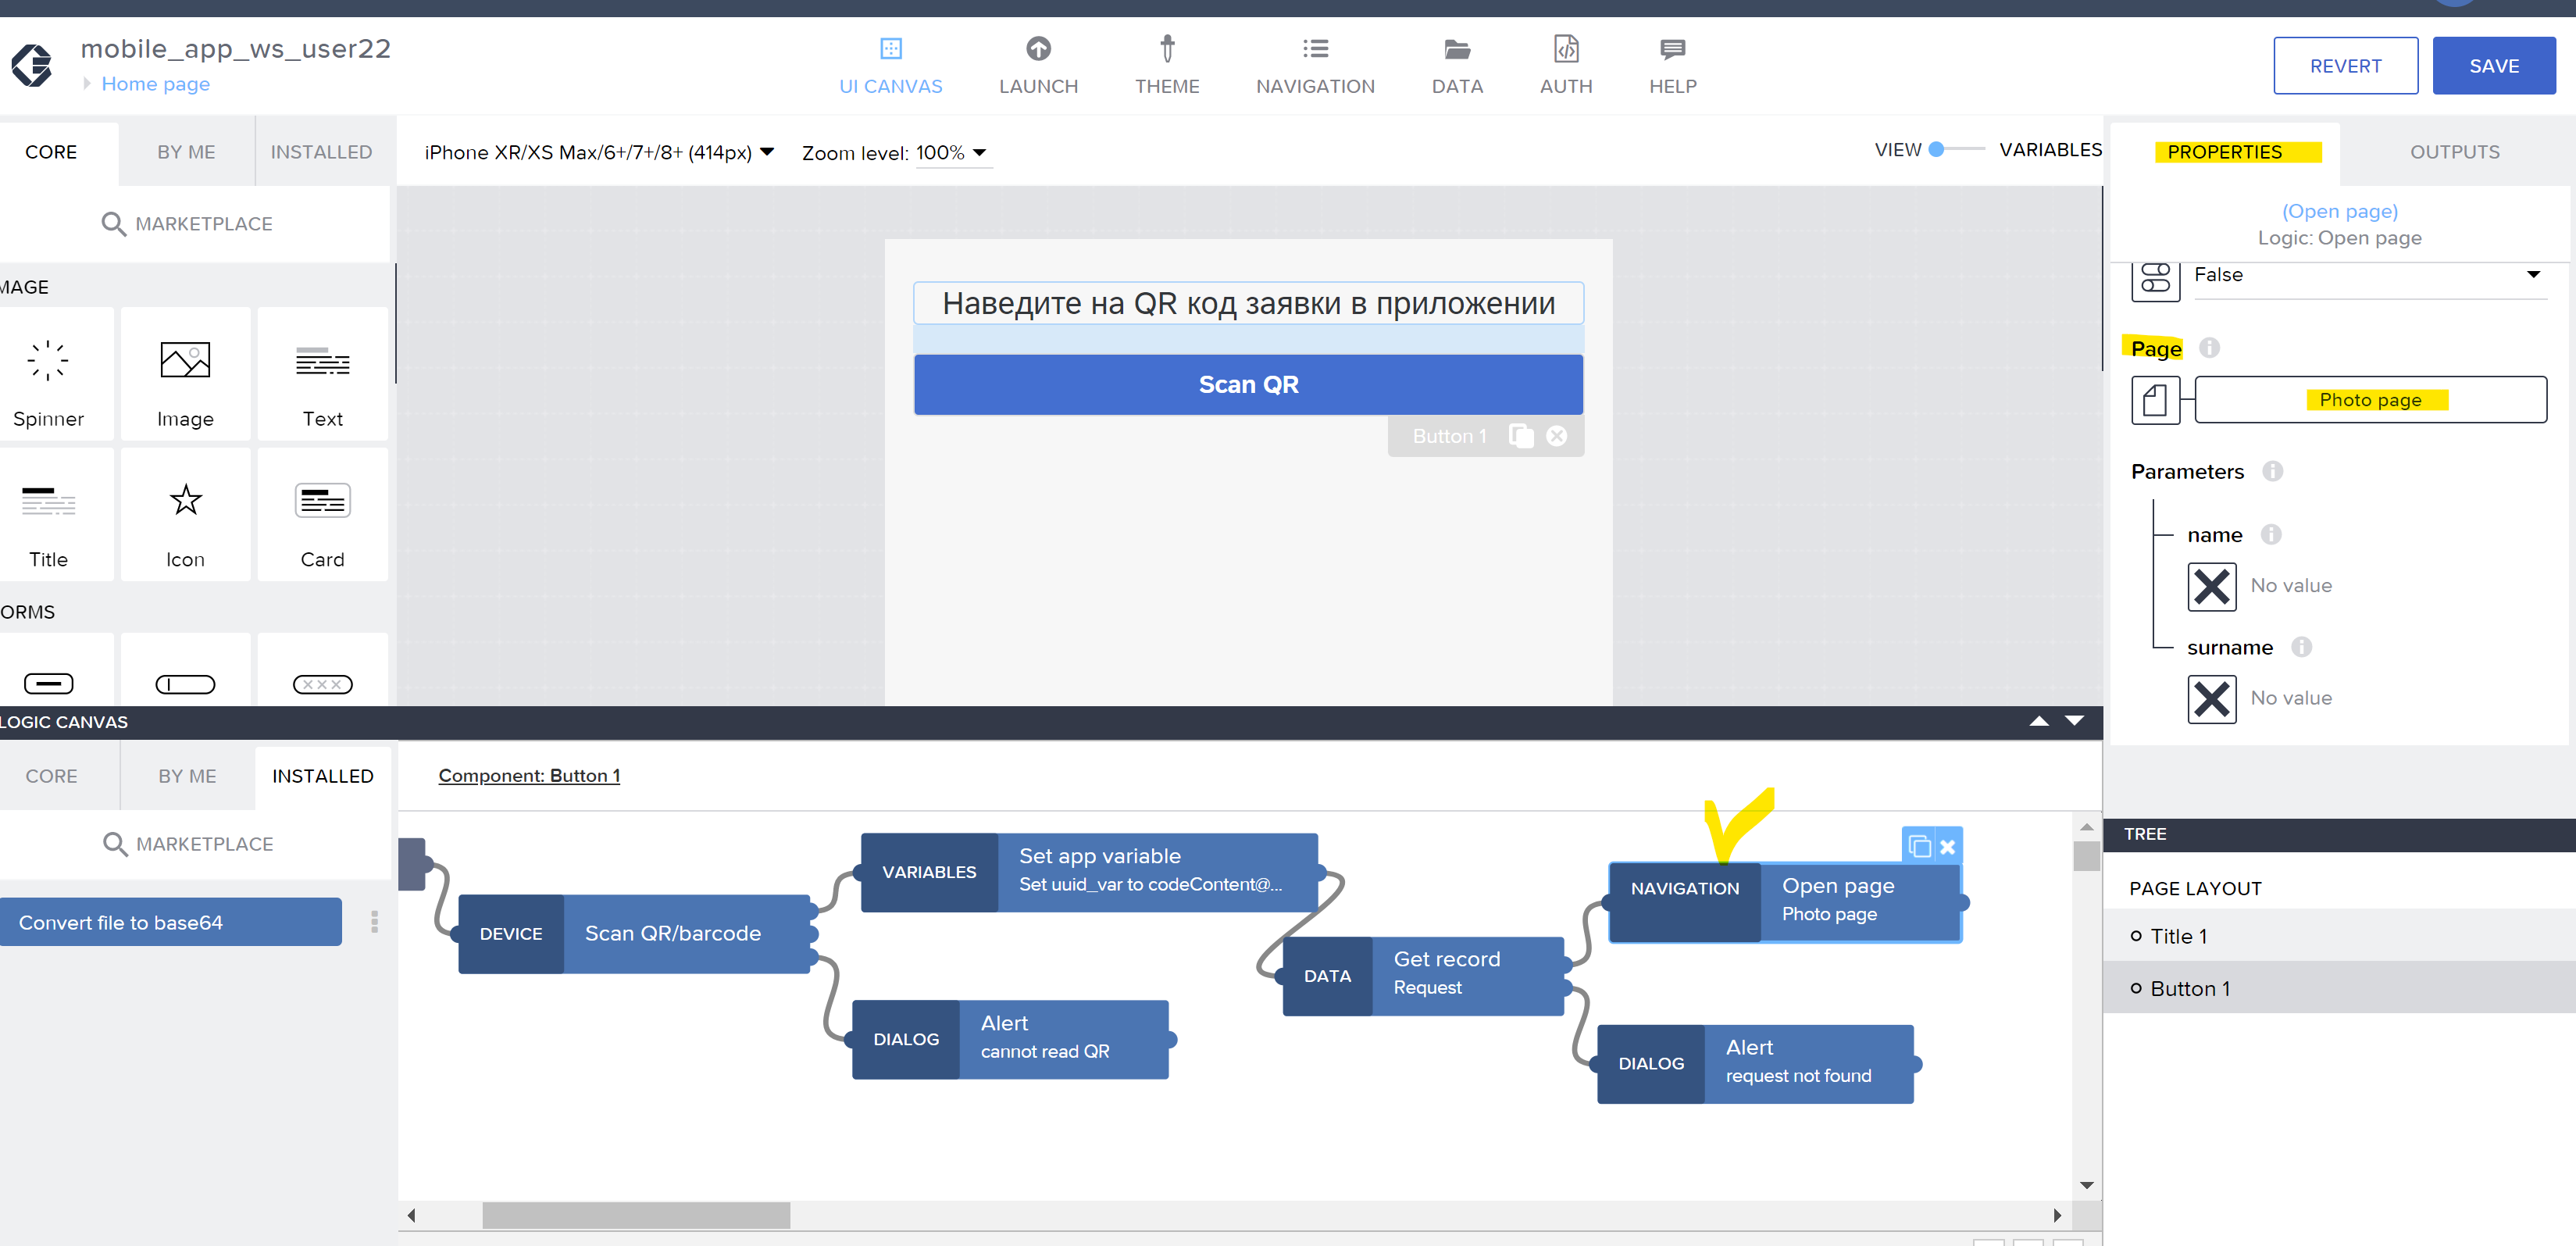 mobile_app_ws_user22
Home page
UI CANVAS
LAUNCH
THEME
NAVIGATION
DATA
AUTH
HELP
REVERT
SAVE
CORE
BY ME
INSTALLED
iPhone XR/XS Max/6+/7+/8+ (414px)
Zoom level: 100%
VIEW
VARIABLES
PROPERTIES
OUTPUTS
MARKETPLACE
(Open page)
Logic: Open page
MAGE
Spinner
Image
Text
Title
Icon
Card
ORMS
Наведите на QR код заявки в приложении
Scan QR
Button 1
False
Page
Photo page
Parameters
name
No value
surname
No value
LOGIC CANVAS
CORE
BY ME
INSTALLED
MARKETPLACE
Convert file to base64
Component: Button 1
DEVICE
Scan QR/barcode
VARIABLES
Set app variable
Set uuid_var to codeContent@...
DIALOG
Alert
cannot read QR
DATA
Get record
Request
NAVIGATION
Open page
Photo page
DIALOG
Alert
request not found
TREE
PAGE LAYOUT
Title 1
Button 1